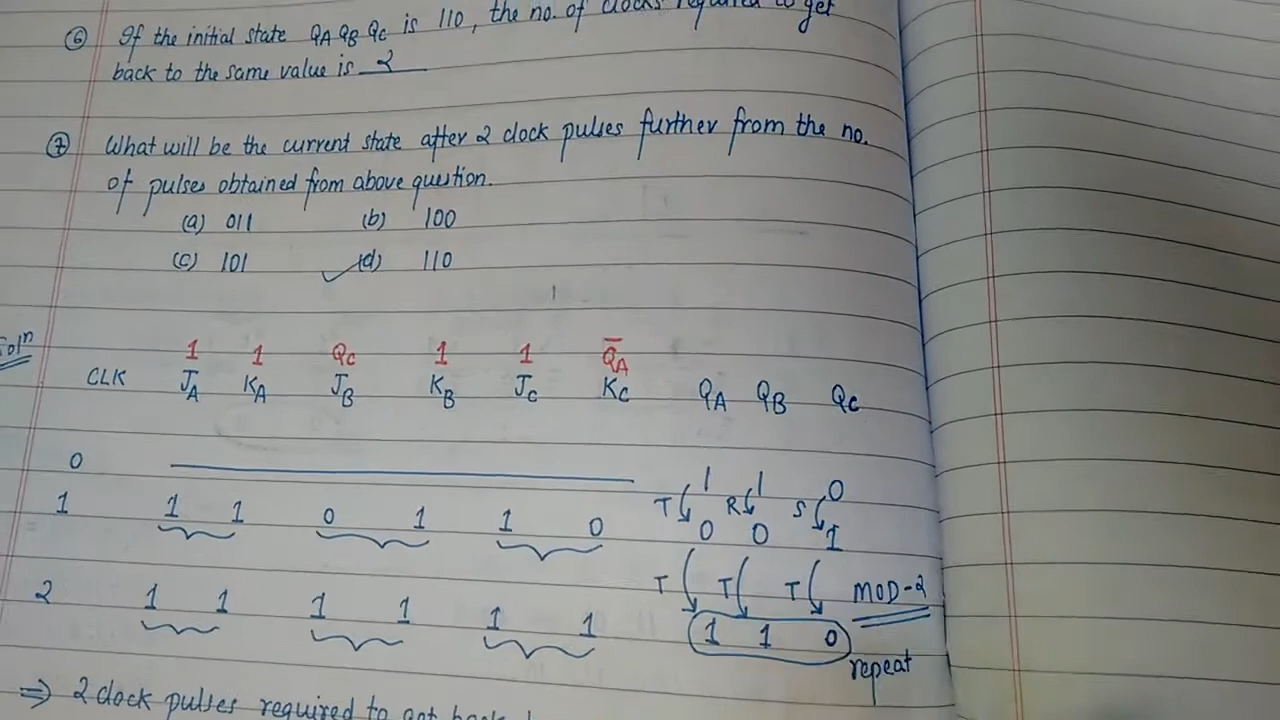 ⑥ If the initial state QA QB QC is 110, the no. of clocks required to get
back to the same value is 2
⑦ What will be the current state after 2 clock pulses further from the no.
of pulses obtained from above question.
(a) 011 (b) 100
(c) 101 (d) 110
Solⁿ
1 1 QC 1 1 Q̅A
CLK JA KA JB KB JC KC QA QB QC
0 1 1 0
1 1 1 0 1 1 0 T R S 0 0 1
2 1 1 1 1 1 1 T T T MOD-2
1 1 0
repeat
⇒ 2 clock pulses required to get back